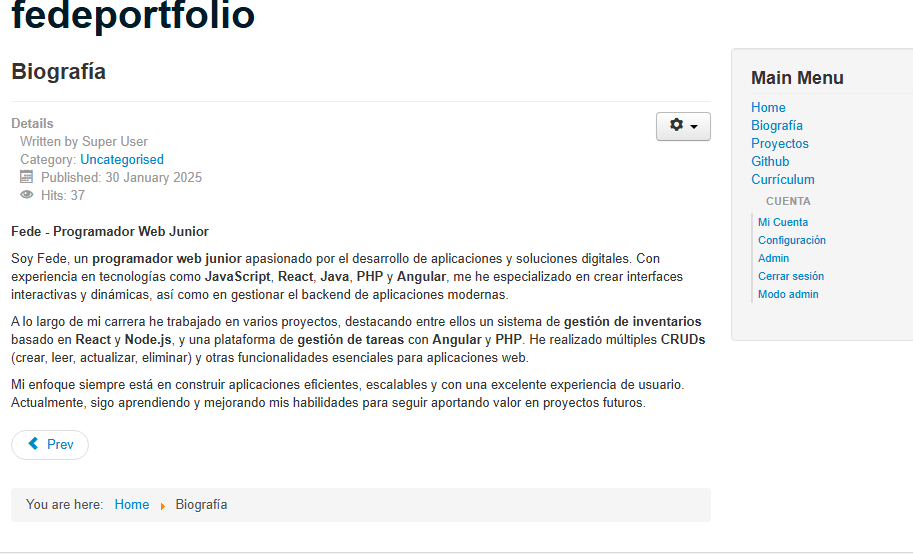 fedeportfolio
Biografía
Details
Written by Super User
Category: Uncategorised
Published: 30 January 2025
Hits: 37
Fede - Programador Web Junior
Soy Fede, un programador web junior apasionado por el desarrollo de aplicaciones y soluciones digitales. Con
experiencia en tecnologías como JavaScript, React, Java, PHP y Angular, me he especializado en crear interfaces
interactivas y dinámicas, así como en gestionar el backend de aplicaciones modernas.
A lo largo de mi carrera he trabajado en varios proyectos, destacando entre ellos un sistema de gestión de inventarios
basado en React y Node.js, y una plataforma de gestión de tareas con Angular y PHP. He realizado múltiples CRUDs
(crear, leer, actualizar, eliminar) y otras funcionalidades esenciales para aplicaciones web.
Mi enfoque siempre está en construir aplicaciones eficientes, escalables y con una excelente experiencia de usuario.
Actualmente, sigo aprendiendo y mejorando mis habilidades para seguir aportando valor en proyectos futuros.
Prev
You are here: Home Biografía
Main Menu
Home
Biografía
Proyectos
Github
Currículum
CUENTA
Mi Cuenta
Configuración
Admin
Cerrar sesión
Modo admin